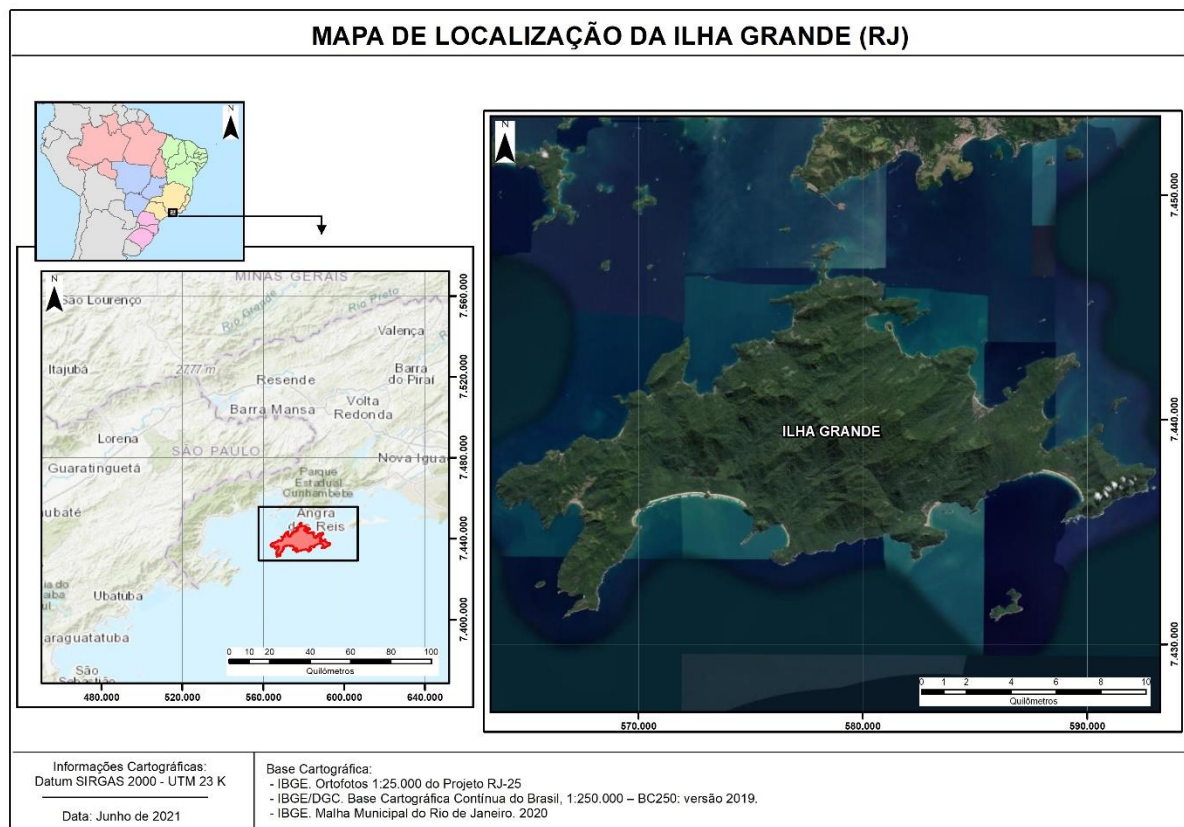 MAPA DE LOCALIZAÇÃO DA ILHA GRANDE (RJ)
N
N
MINAS GERAIS
São Lourenço
Rio Grande
Rio Preto
Valença
Itajubá
2777 m
Resende
Barra
do Piraí
Barra Mansa
Volta
Redonda
Lorena
SÃO PAULO
Nova Igua
Guaratinguetá
Parque
Estadual
Cunhambebe
Angra
dos Reis
aubaté
Ubatuba
araguatatuba
São
Sebastião
0 10 20 40 60 80 100
Quilômetros
480.000 520.000 560.000 600.000 640.000
7.560.000
7.520.000
7.480.000
7.440.000
7.400.000
N
ILHA GRANDE
0 1 2 4 6 8 10
Quilômetros
570.000 580.000 590.000
7.450.000
7.440.000
7.430.000
Informações Cartográficas:
Datum SIRGAS 2000 - UTM 23 K
Data: Junho de 2021
Base Cartográfica:
- IBGE. Ortofotos 1:25.000 do Projeto RJ-25
- IBGE/DGC. Base Cartográfica Contínua do Brasil, 1:250.000 – BC250: versão 2019.
- IBGE. Malha Municipal do Rio de Janeiro. 2020